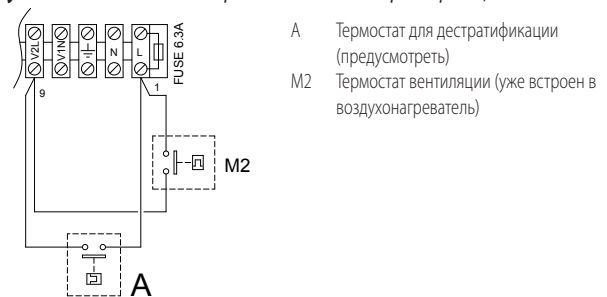 V2L
V1N
N
L
FUSE 6.3A
9
1
M2
A
A Термостат для дестратификации
(предусмотреть)
M2 Термостат вентиляции (уже встроен в
воздухонагреватель)